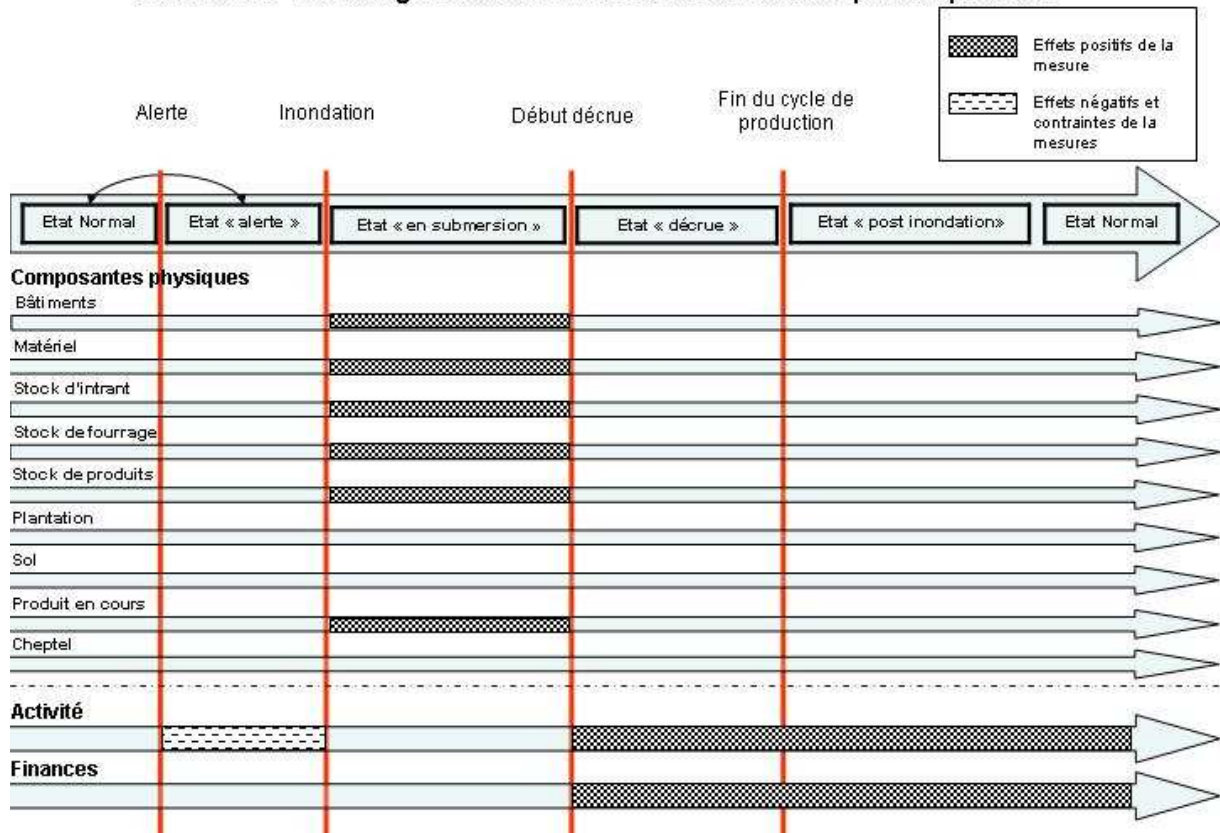 Effets positifs de la
mesure
Effets négatifs et
contraintes de la
mesures
Alerte
Inondation
Début décrue
Fin du cycle de
production
Etat Normal
Etat « alerte »
Etat « en submersion »
Etat « décrue »
Etat « post inondation»
Etat Normal
Composantes physiques
Bâtiments
Matériel
Stock d'intrant
Stock de fourrage
Stock de produits
Plantation
Sol
Produit en cours
Cheptel
Activité
Finances